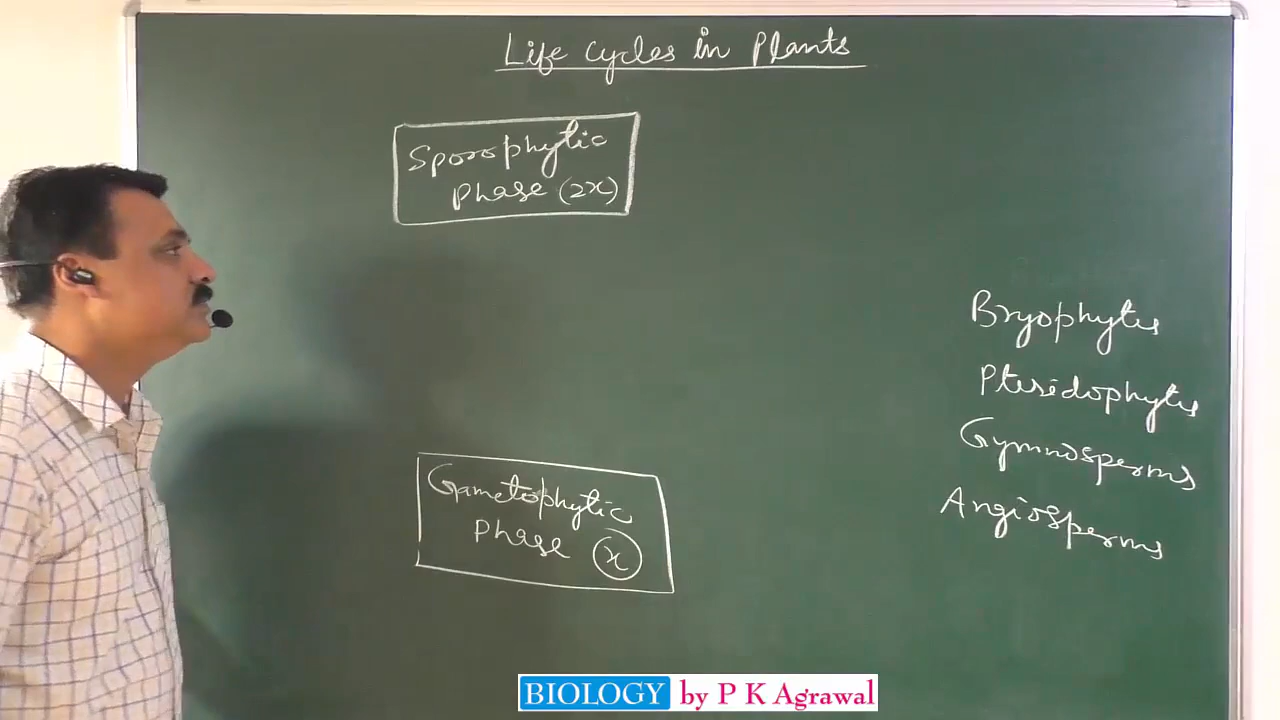 Life Cycles in Plants
Sporophytic
Phase (2x)
Bryophytes
Pteridophytes
Gymnosperms
Angiosperms
Gametophytic
Phase (x)
BIOLOGY by P K Agrawal